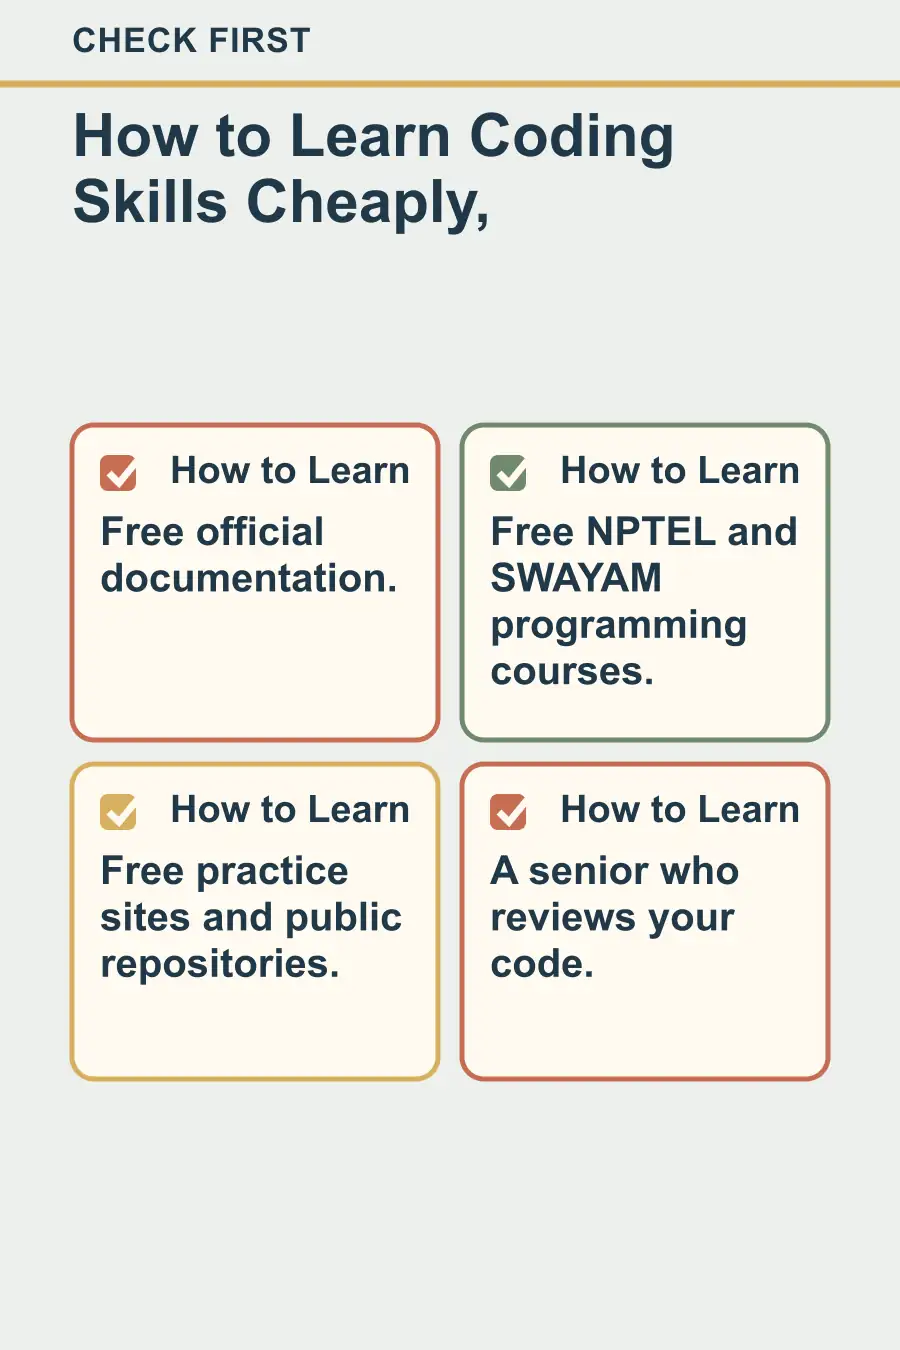 CHECK FIRST
How to Learn Coding
Skills Cheaply,
How to Learn
Free official
documentation.
How to Learn
Free NPTEL and
SWAYAM
programming
courses.
How to Learn
Free practice
sites and public
repositories.
How to Learn
A senior who
reviews your
code.